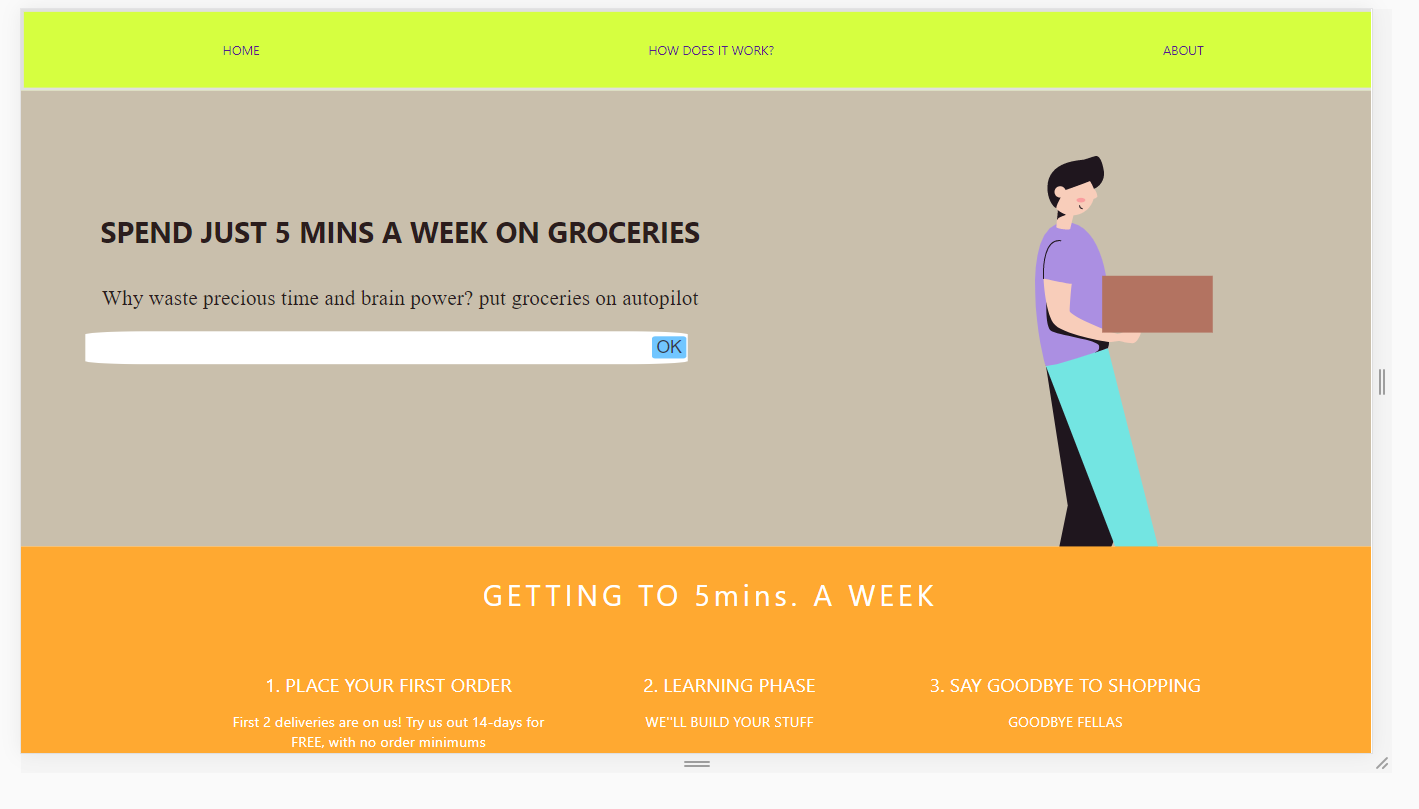 HOME HOW DOES IT WORK? ABOUT
SPEND JUST 5 MINS A WEEK ON GROCERIES
Why waste precious time and brain power? put groceries on autopilot
OK
GETTING TO 5mins. A WEEK
1. PLACE YOUR FIRST ORDER
First 2 deliveries are on us! Try us out 14-days for
FREE, with no order minimums
2. LEARNING PHASE
WE"LL BUILD YOUR STUFF
3. SAY GOODBYE TO SHOPPING
GOODBYE FELLAS